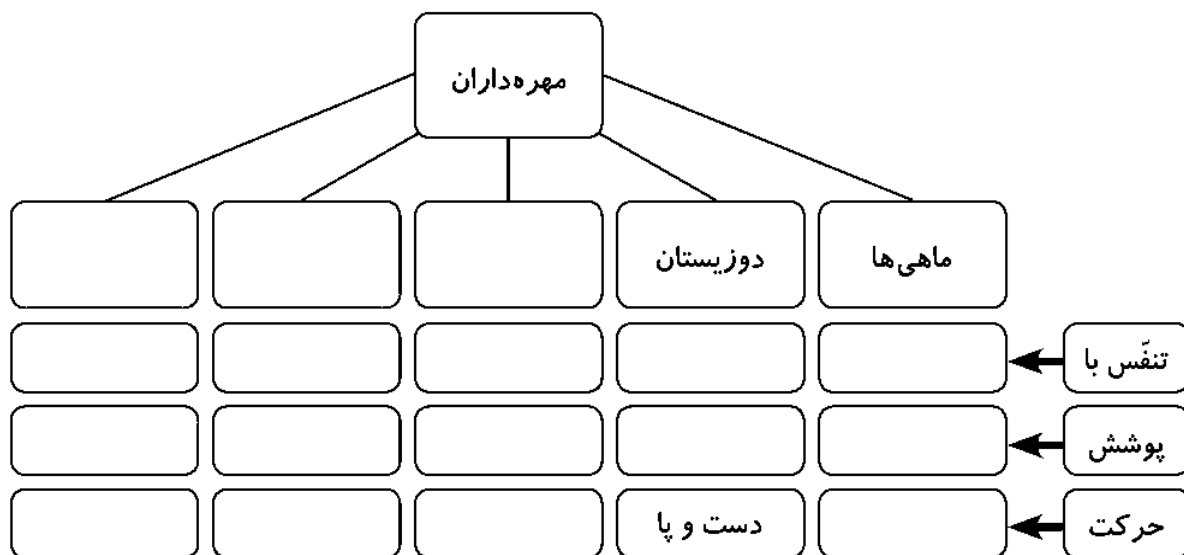 مهره‌داران
ماهی‌ها
دوزیستان
تنفّس با
پوشش
حرکت
دست و پا